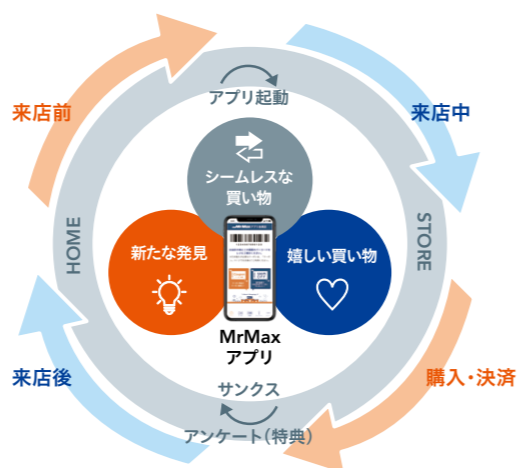 来店前
アプリ起動
来店中
シームレスな
買い物
HOME
STORE
新たな発見
嬉しい買い物
MrMax
アプリ
来店後
サンクス
購入・決済
アンケート(特典)